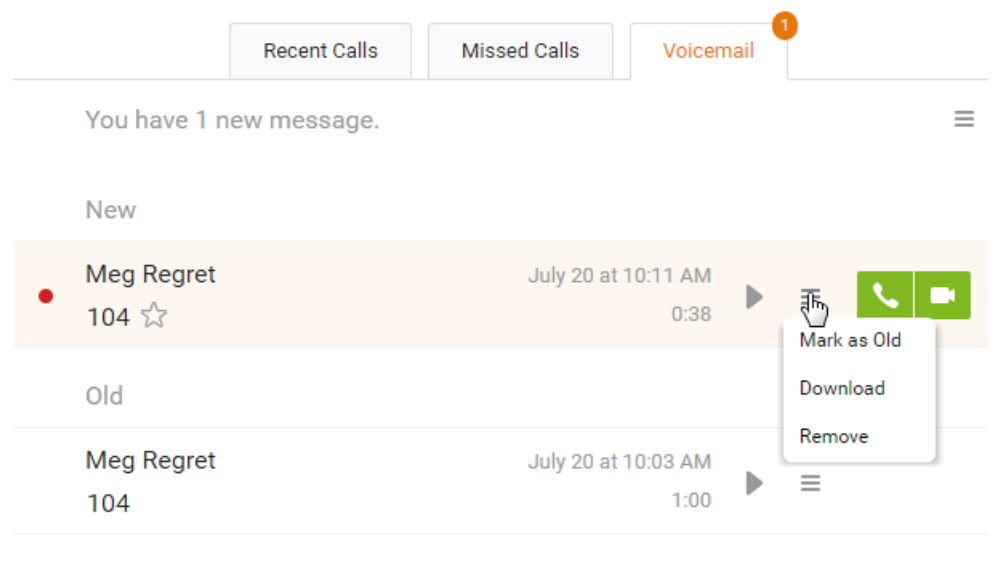 Recent Calls
Missed Calls
Voicemail
1
You have 1 new message.
New
Meg Regret
July 20 at 10:11 AM
104
0:38
Mark as Old
Download
Remove
Old
Meg Regret
July 20 at 10:03 AM
104
1:00